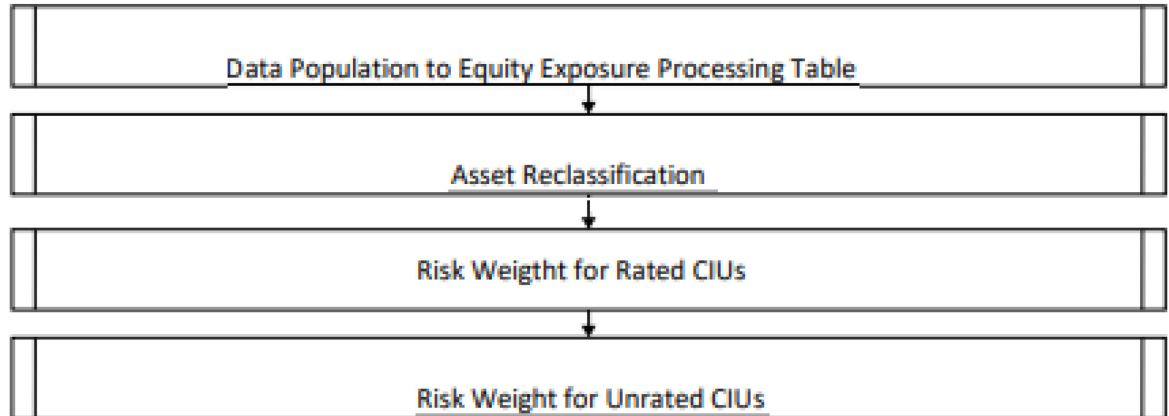 Data Population to Equity Exposure Processing Table
Asset Reclassification
Risk Weigtht for Rated CIUs
Risk Weight for Unrated CIUs